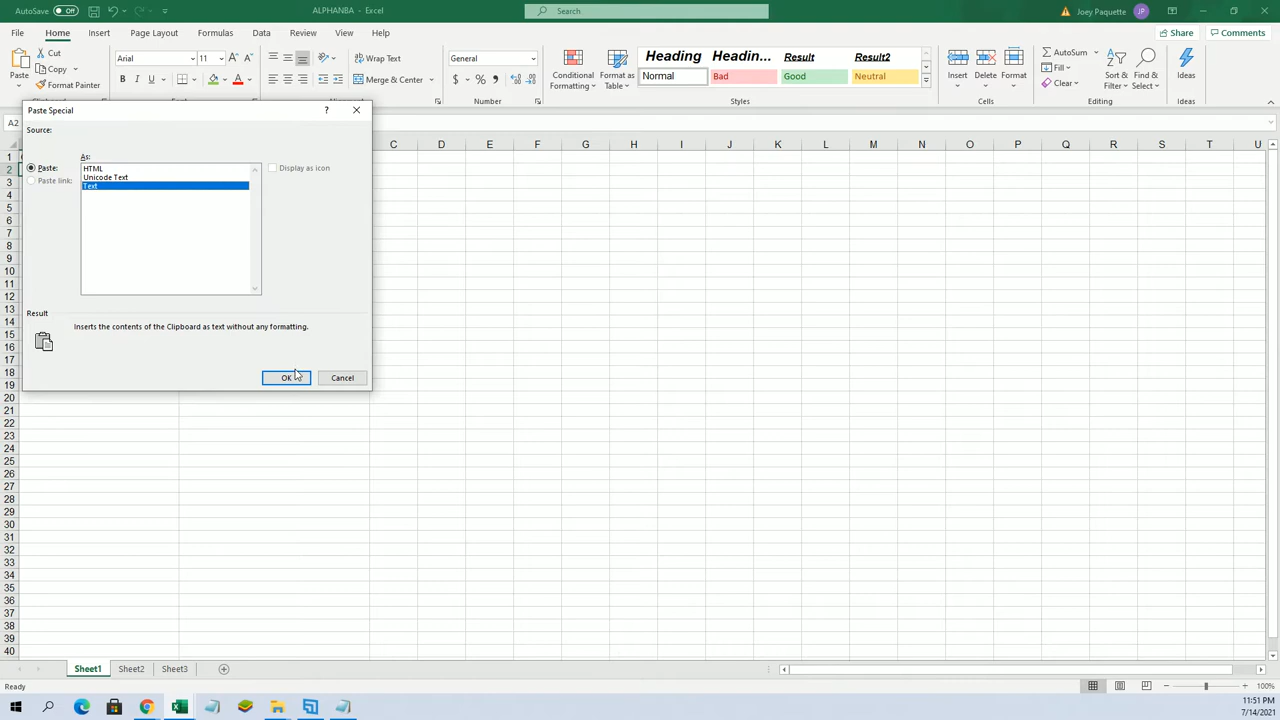 AutoSave Off ALPHANBA - Excel Search Joey Paquette JP
File Home Insert Page Layout Formulas Data Review View Help Share Comments
Paste Cut Copy Format Painter
Arial 11 B I U A
Wrap Text Merge & Center
General $ % Number
Conditional Formatting Format as Table
Heading Headin... Result Result2
Normal Bad Good Neutral
Styles
Insert Delete Format Cells
AutoSum Fill Clear Sort & Filter Find & Select Editing
Ideas Ideas
Paste Special ?
A2
Source:
C D E F G H I J K L M N O P Q R S T U
As:
Paste:
Paste link:
HTML
Unicode Text
Text
Display as icon
Result
Inserts the contents of the Clipboard as text without any formatting.
OK Cancel
1
2
3
4
5
6
7
8
9
10
11
12
13
14
15
16
17
18
19
20
21
22
23
24
25
26
27
28
29
30
31
32
33
34
35
36
37
38
39
40
Sheet1 Sheet2 Sheet3
Ready 100%
11:51 PM
7/14/2021